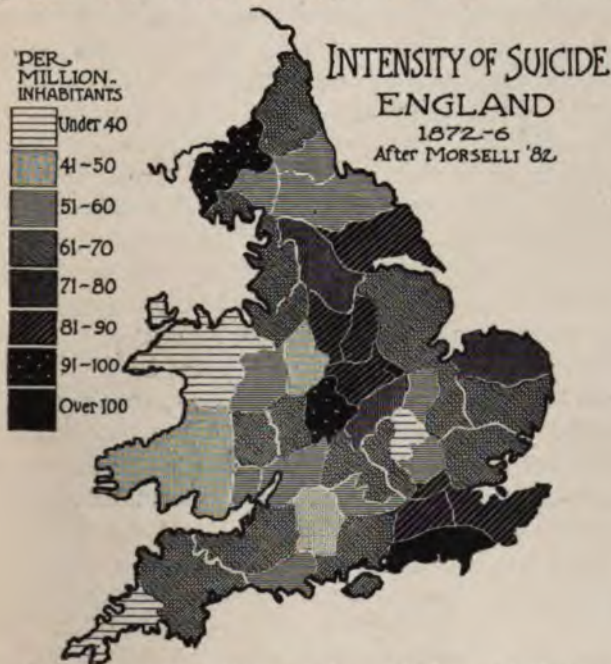 PER
MILLION
INHABITANTS
Under 40
41-50
51-60
61-70
71-80
81-90
91-100
Over 100
INTENSITY OF SUICIDE
ENGLAND
1872-6
After MORSELLI '82